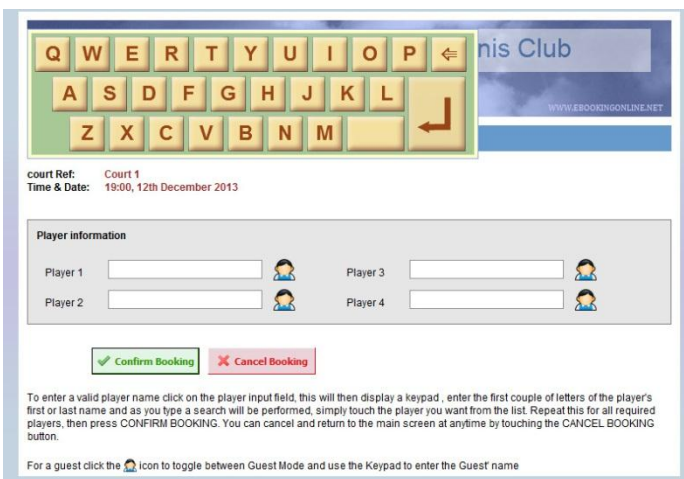 Q W E R T Y U I O P ⇐
nis Club
A S D F G H J K L
WWW.EBOOKINGONLINE.NET
Z X C V B N M
court Ref: Court 1
Time & Date: 19:00, 12th December 2013
Player information
Player 1 Player 3
Player 2 Player 4
Confirm Booking Cancel Booking
To enter a valid player name click on the player input field, this will then display a keypad , enter the first couple of letters of the player's
first or last name and as you type a search will be performed, simply touch the player you want from the list. Repeat this for all required
players, then press CONFIRM BOOKING. You can cancel and return to the main screen at anytime by touching the CANCEL BOOKING
button.
For a guest click the icon to toggle between Guest Mode and use the Keypad to enter the Guest' name